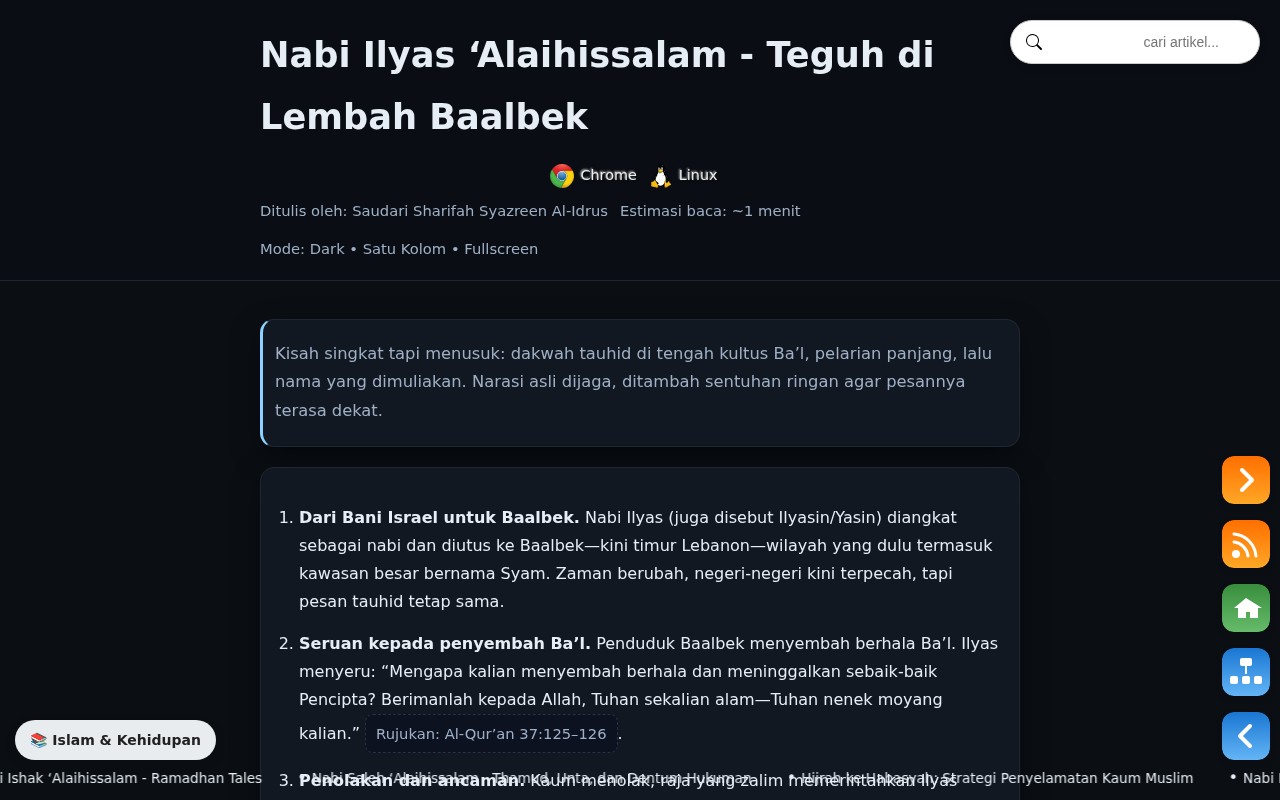 Nabi Ilyas ‘Alaihissalam - Teguh di
Lembah Baalbek
cari artikel...
Chrome Linux
Ditulis oleh: Saudari Sharifah Syazreen Al-Idrus Estimasi baca: ~1 menit
Mode: Dark • Satu Kolom • Fullscreen
Kisah singkat tapi menusuk: dakwah tauhid di tengah kultus Ba’l, pelarian panjang, lalu
nama yang dimuliakan. Narasi asli dijaga, ditambah sentuhan ringan agar pesannya
terasa dekat.
1. Dari Bani Israel untuk Baalbek. Nabi Ilyas (juga disebut Ilyasin/Yasin) diangkat
sebagai nabi dan diutus ke Baalbek—kini timur Lebanon—wilayah yang dulu termasuk
kawasan besar bernama Syam. Zaman berubah, negeri-negeri kini terpecah, tapi
pesan tauhid tetap sama.
2. Seruan kepada penyembah Ba’l. Penduduk Baalbek menyembah berhala Ba’l. Ilyas
menyeru: “Mengapa kalian menyembah berhala dan meninggalkan sebaik-baik
Pencipta? Berimanlah kepada Allah, Tuhan sekalian alam—Tuhan nenek moyang
kalian.” Rujukan: Al-Qur’an 37:125–126.
📚 Islam & Kehidupan
3. Penolakan dan ancaman. Kaum menolak, raja yang zalim memerintahkan Ilyas
i Ishak ‘Alaihissalam - Ramadhan Tales • Nabi Saleh ‘Alaihissalam - Thamud, Unta, dan Dentum Hukuman • Hijrah ke Habasyah: Strategi Penyelamatan Kaum Muslim • Nabi